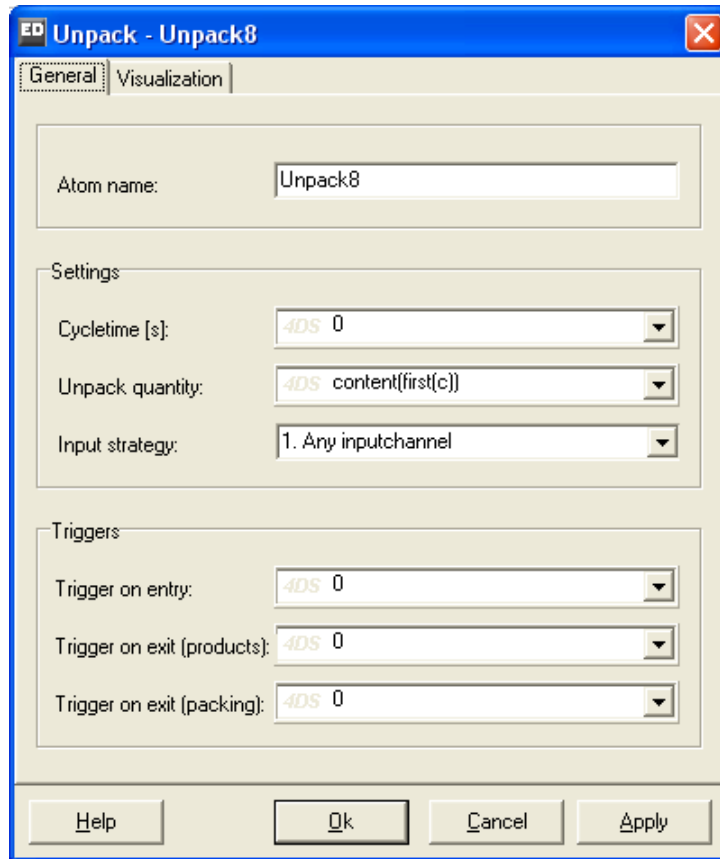 ED Unpack - Unpack8
General Visualization
Atom name: Unpack8
Settings
Cycletime [s]: 4DS 0
Unpack quantity: 4DS content(first(c))
Input strategy: 1. Any inputchannel
Triggers
Trigger on entry: 4DS 0
Trigger on exit (products): 4DS 0
Trigger on exit (packing): 4DS 0
Help Ok Cancel Apply